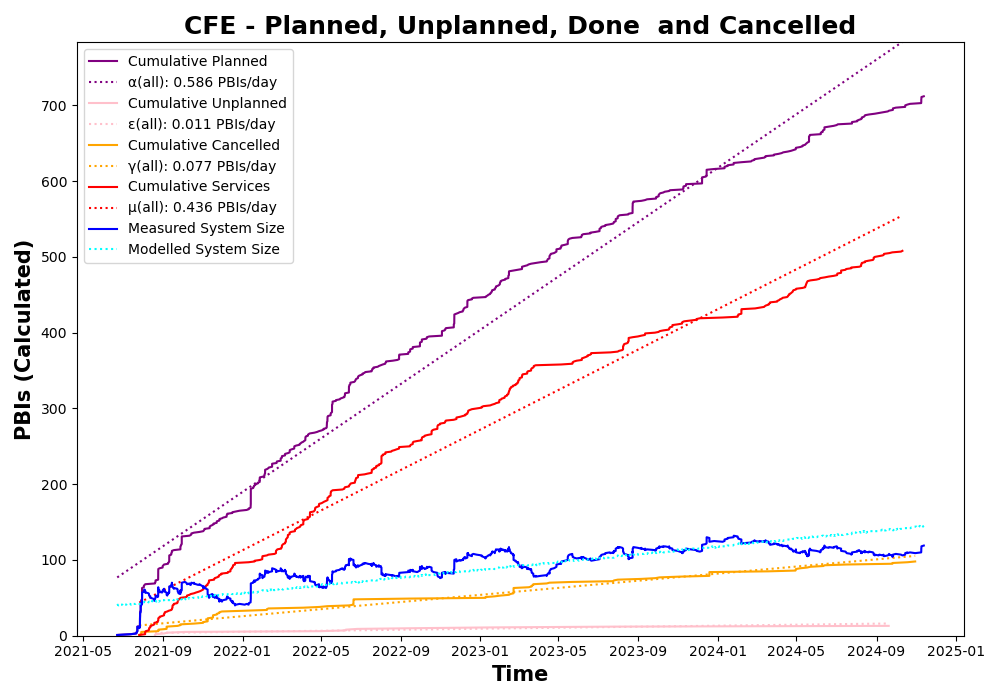 CFE - Planned, Unplanned, Done  and Cancelled
Cumulative Planned
α(all): 0.586 PBIs/day
Cumulative Unplanned
ε(all): 0.011 PBIs/day
Cumulative Cancelled
γ(all): 0.077 PBIs/day
Cumulative Services
μ(all): 0.436 PBIs/day
Measured System Size
Modelled System Size
PBIs (Calculated)
700
600
500
400
300
200
100
0
2021-05 2021-09 2022-01 2022-05 2022-09 2023-01 2023-05 2023-09 2024-01 2024-05 2024-09 2025-01
Time